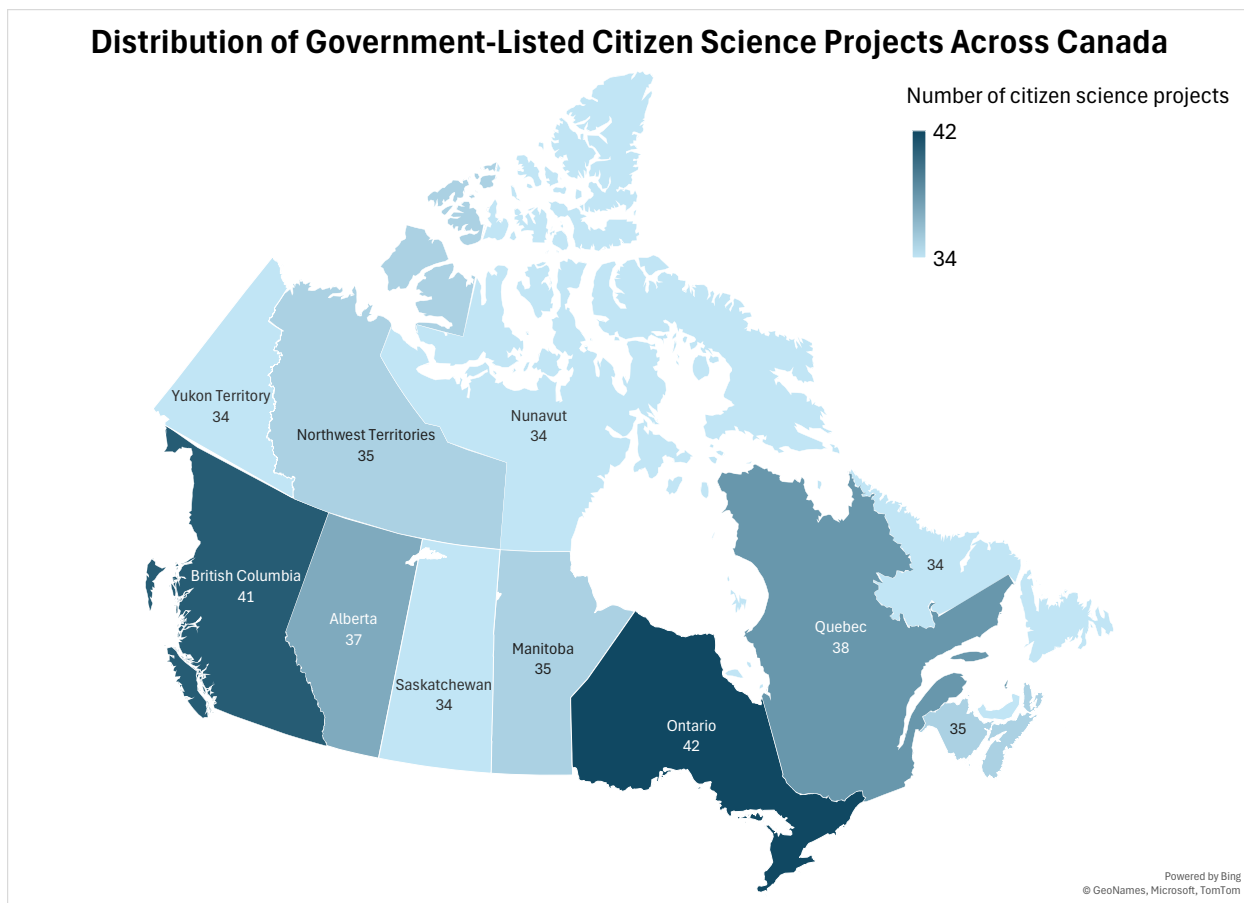 Distribution of Government-Listed Citizen Science Projects Across Canada
Number of citizen science projects
42
34
Yukon Territory
34
Northwest Territories
35
Nunavut
34
British Columbia
41
Alberta
37
Saskatchewan
34
Manitoba
35
Ontario
42
Quebec
38
34
35
Powered by Bing
© GeoNames, Microsoft, TomTom